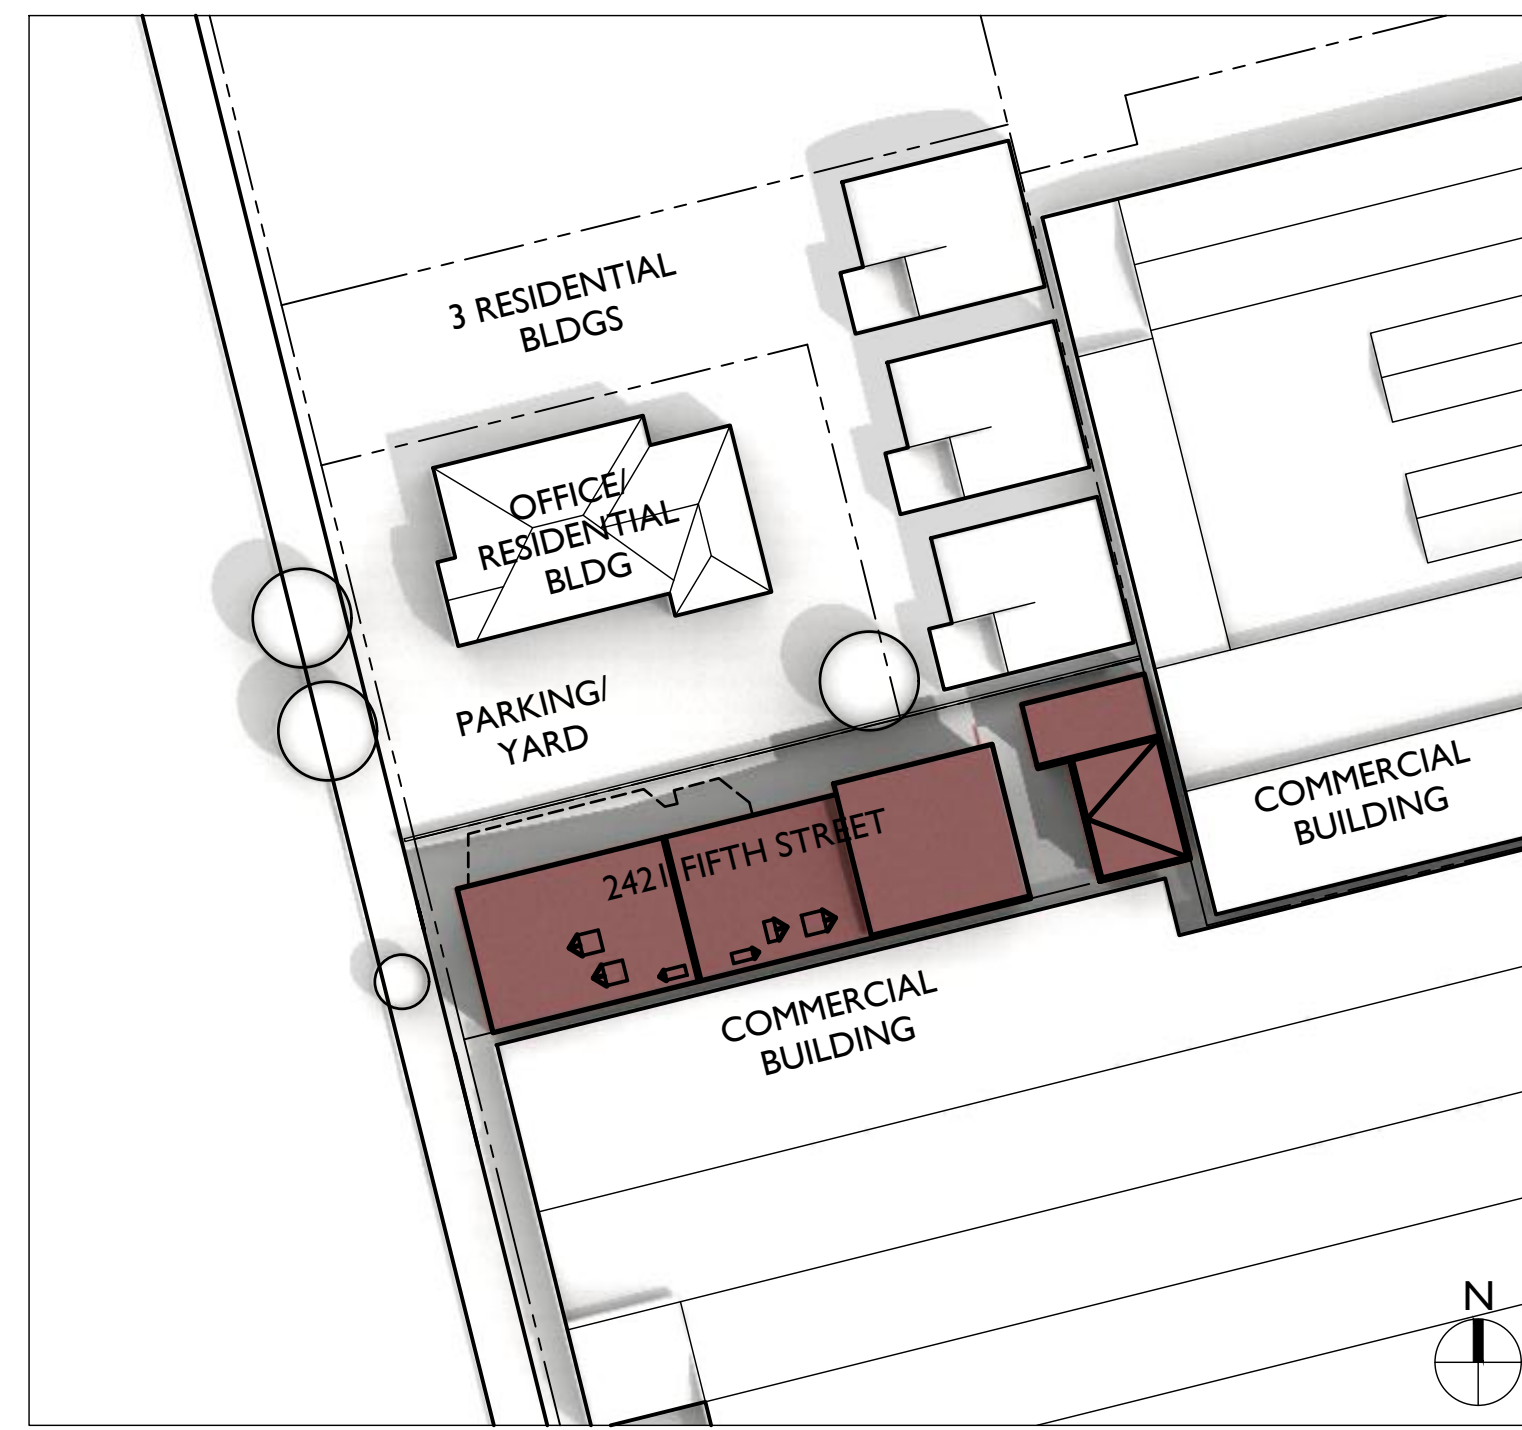 3 RESIDENTIAL
BLDGS
OFFICE/
RESIDENTIAL
BLDG
PARKING/
YARD
2421 FIFTH STREET
COMMERCIAL
BUILDING
COMMERCIAL
BUILDING
N